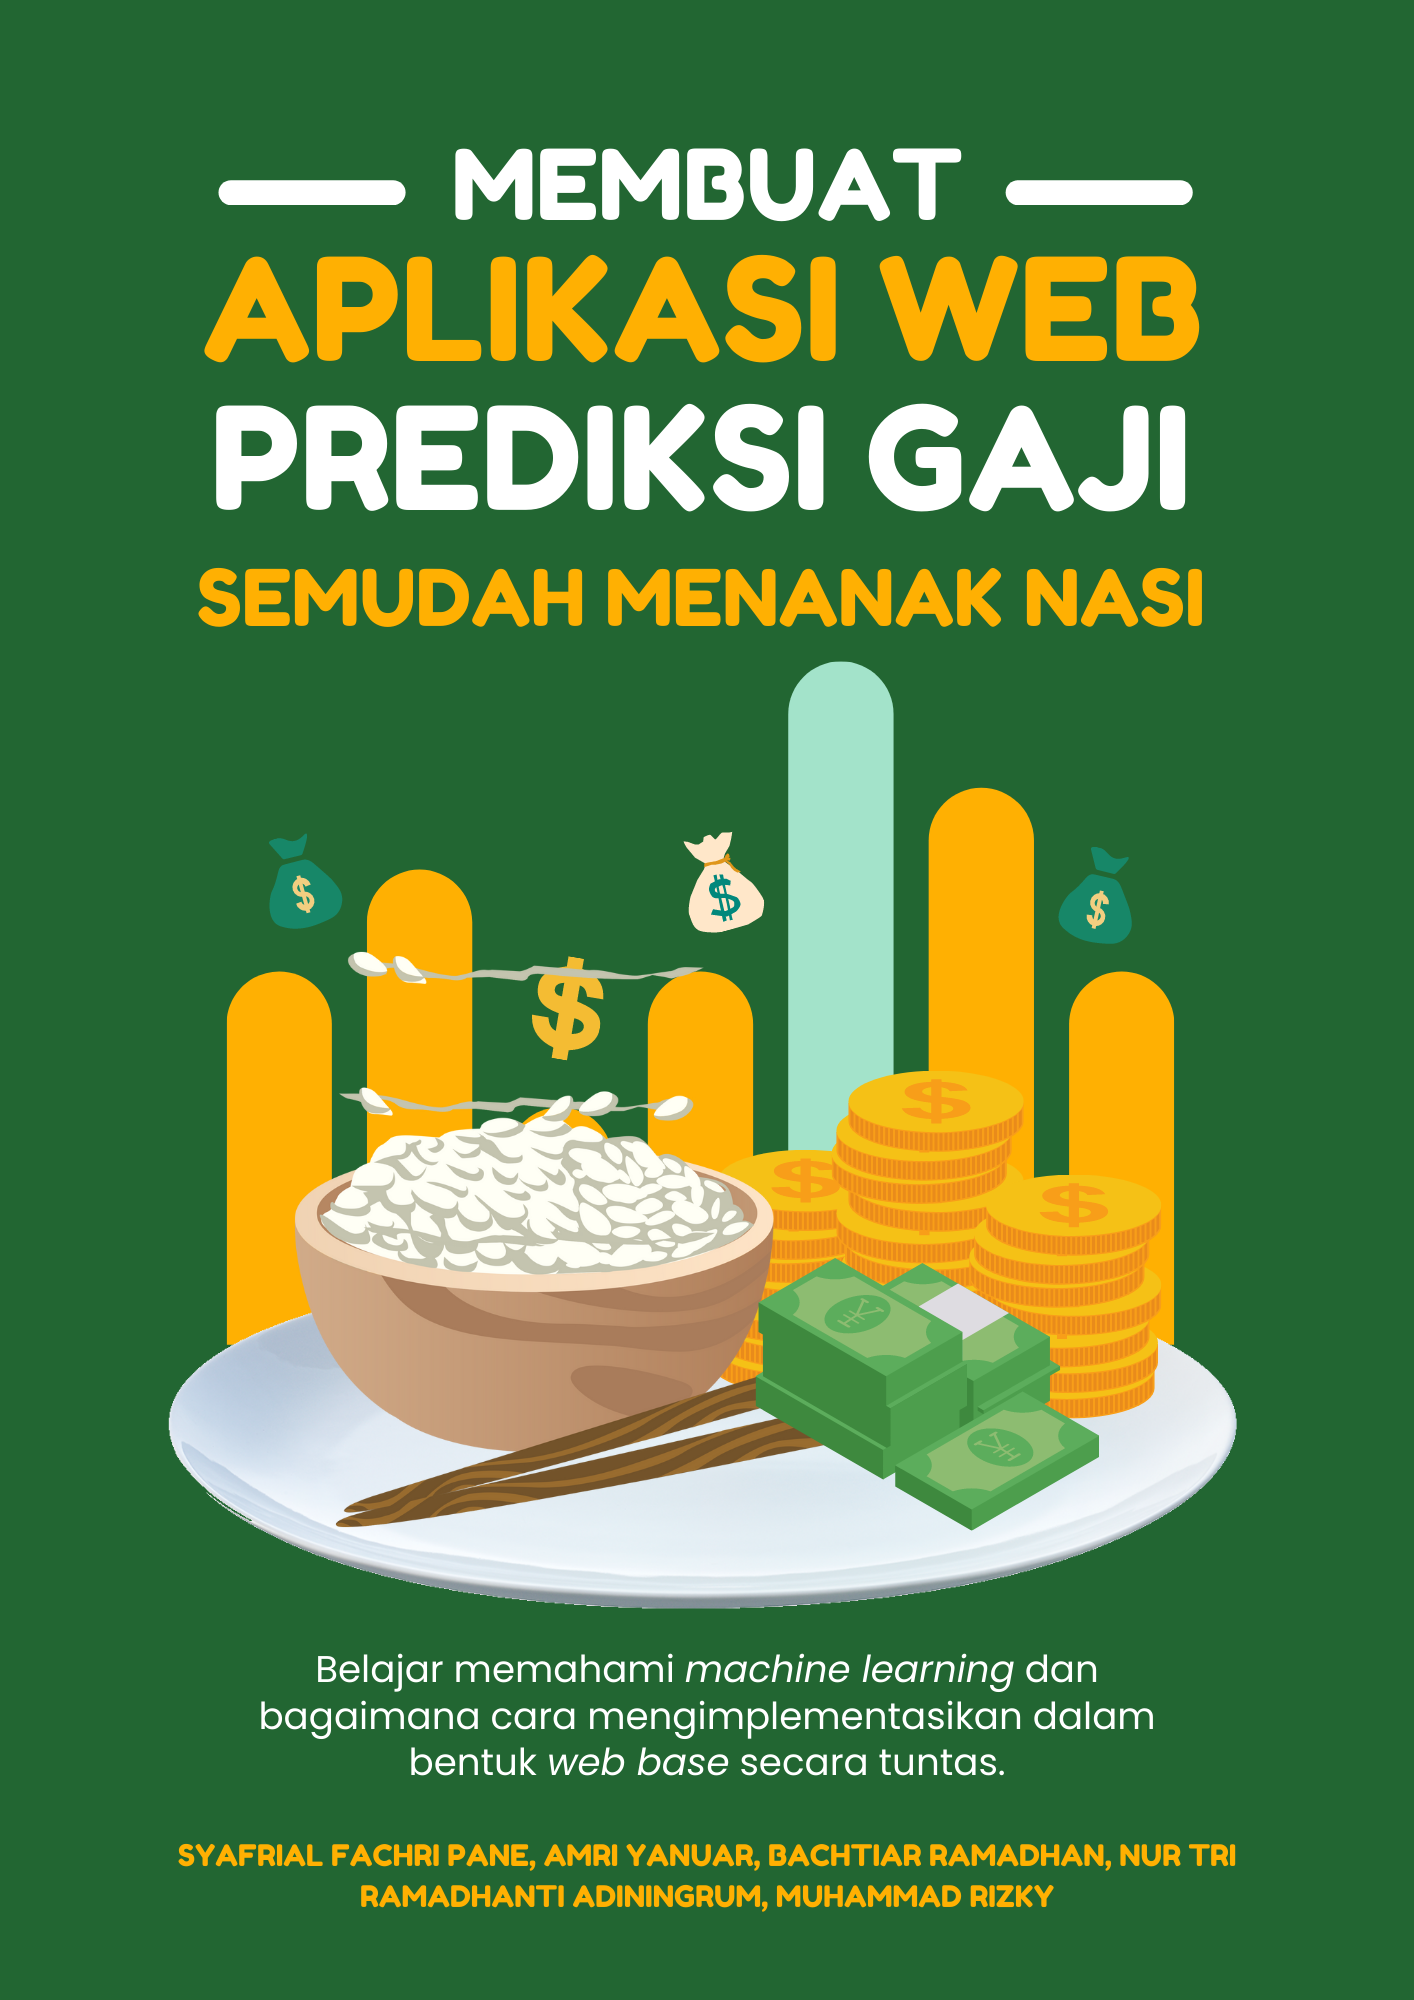 MEMBUAT
APLIKASI WEB
PREDIKSI GAJI
SEMUDAH MENANAK NASI
$
$
$
$
$
$
$
Belajar memahami machine learning dan
bagaimana cara mengimplementasikan dalam
bentuk web base secara tuntas.
SYAFRIAL FACHRI PANE, AMRI YANUAR, BACHTIAR RAMADHAN, NUR TRI
RAMADHANTI ADININGRUM, MUHAMMAD RIZKY